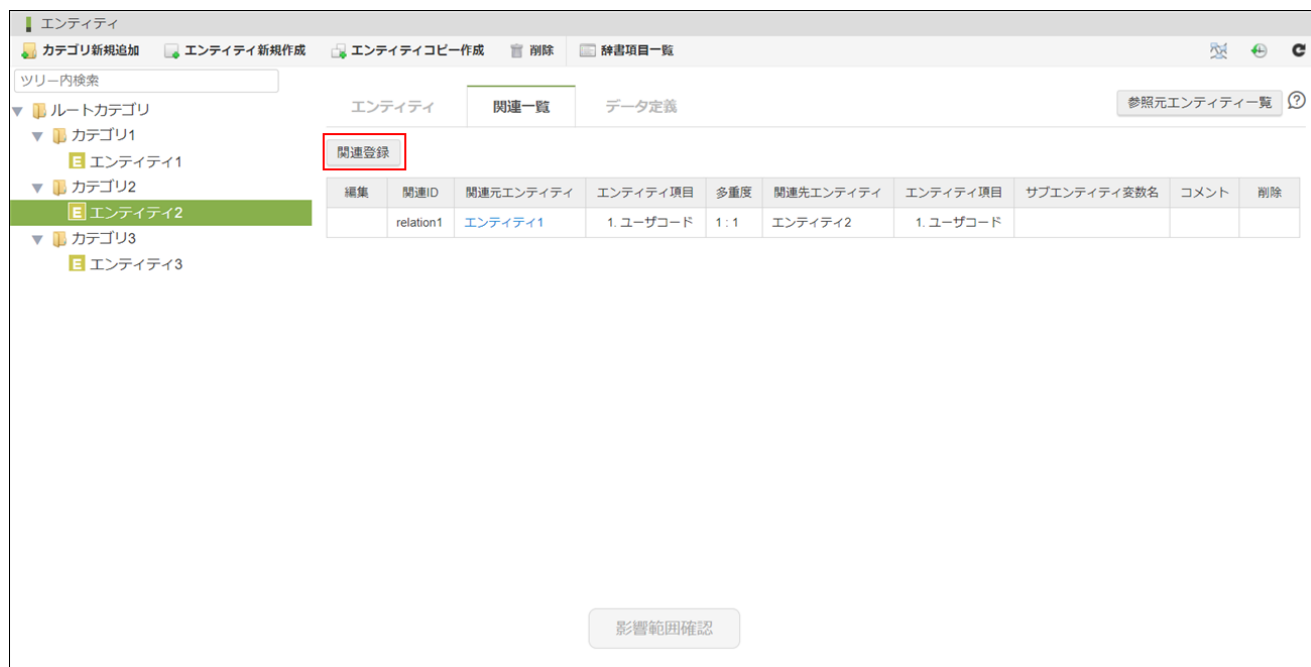 エンティティ
カテゴリ新規追加 エンティティ新規作成 エンティティコピー作成 削除 辞書項目一覧
ツリー内検索
ルートカテゴリ
カテゴリ1
E エンティティ1
カテゴリ2
E エンティティ2
カテゴリ3
E エンティティ3
エンティティ 関連一覧 データ定義 参照元エンティティ一覧
関連登録
編集 関連ID 関連元エンティティ エンティティ項目 多重度 関連先エンティティ エンティティ項目 サブエンティティ変数名 コメント 削除
relation1 エンティティ1 1. ユーザコード 1 : 1 エンティティ2 1. ユーザコード
影響範囲確認